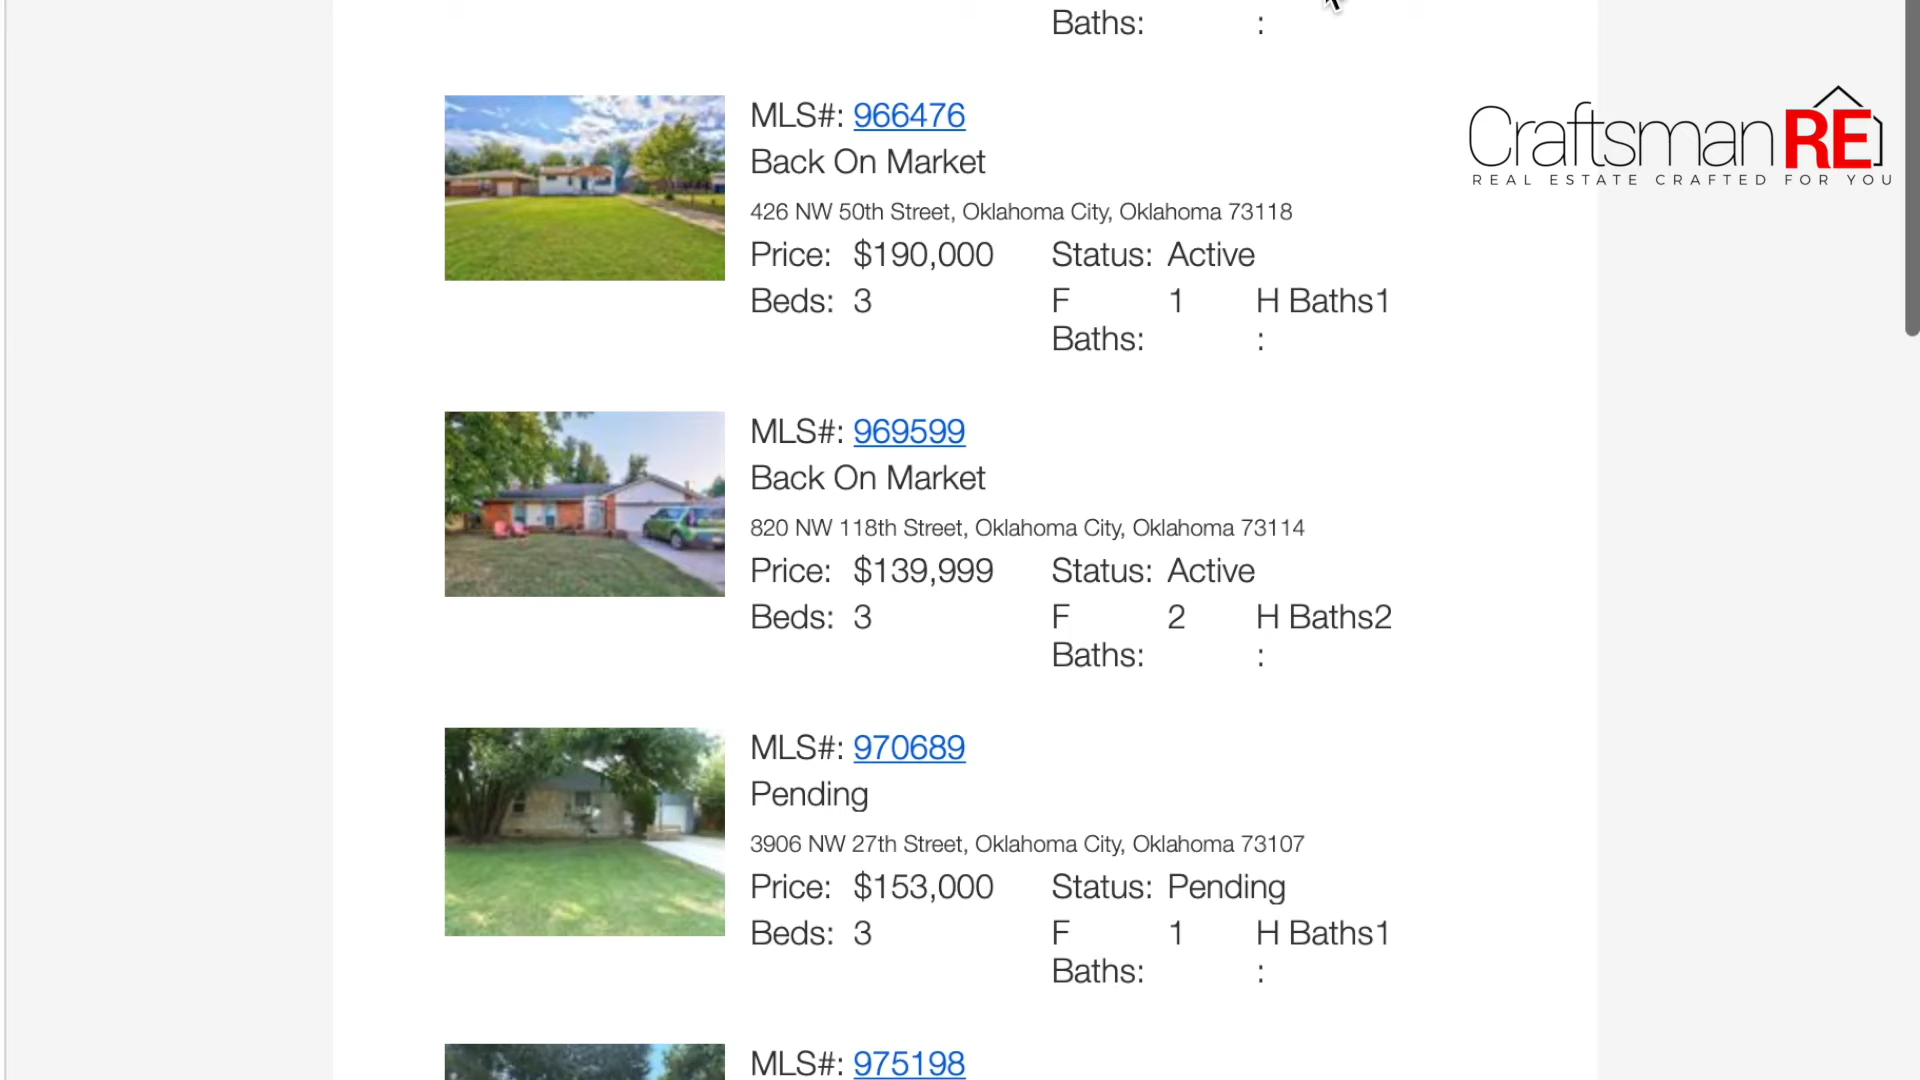 Baths: :
MLS#: 966476
Back On Market
426 NW 50th Street, Oklahoma City, Oklahoma 73118
Price: $190,000 Status: Active
Beds: 3 F 1 H Baths1
Baths: :
MLS#: 969599
Back On Market
820 NW 118th Street, Oklahoma City, Oklahoma 73114
Price: $139,999 Status: Active
Beds: 3 F 2 H Baths2
Baths: :
MLS#: 970689
Pending
3906 NW 27th Street, Oklahoma City, Oklahoma 73107
Price: $153,000 Status: Pending
Beds: 3 F 1 H Baths1
Baths: :
MLS#: 975198
Craftsman RE
REAL ESTATE CRAFTED FOR YOU